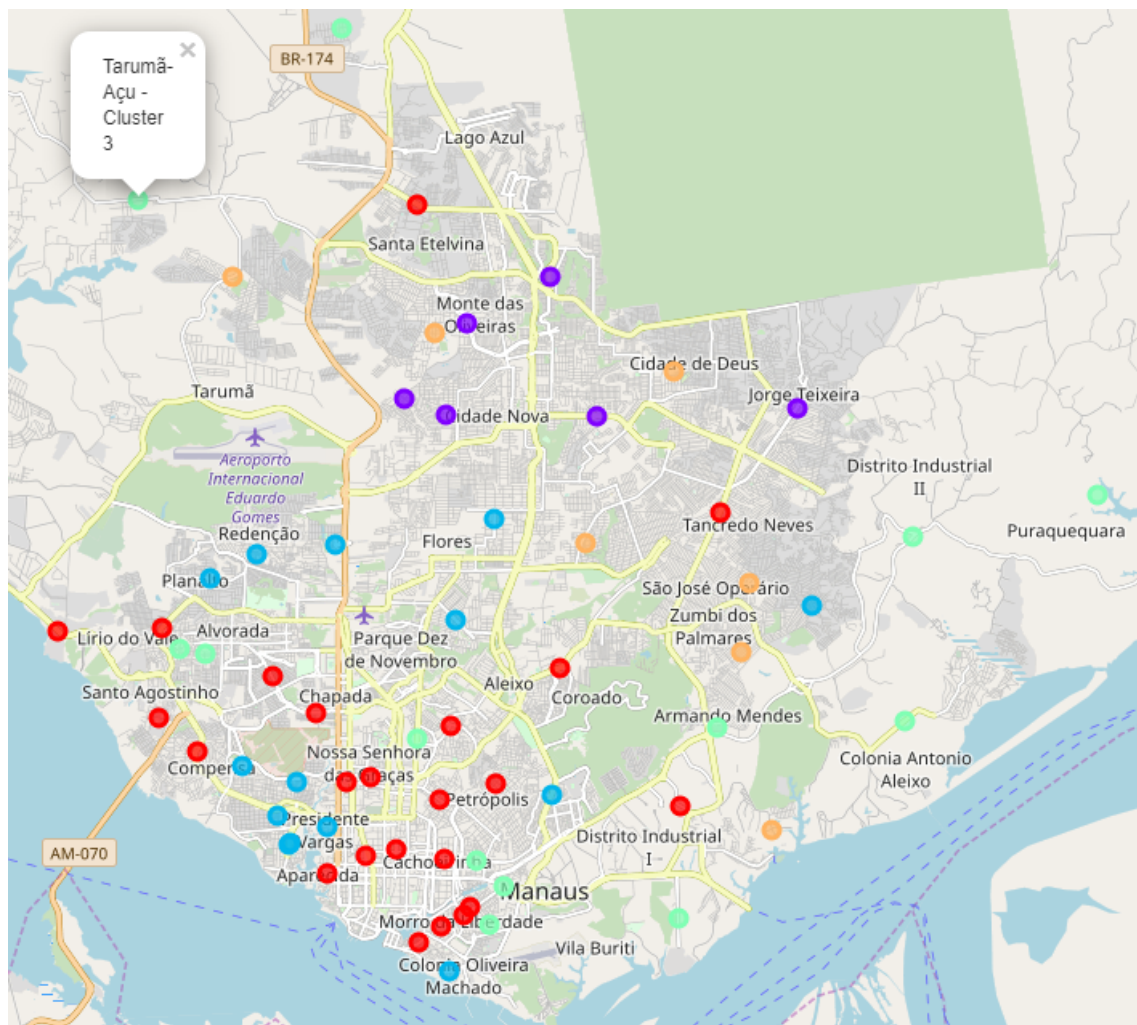 BR-174
×
Tarumã-
Açu -
Cluster
3
Lago Azul
Santa Etelvina
Monte das
Oliveiras
Cidade de Deus
Tarumã
Jorge Teixeira
Cidade Nova
Aeroporto
Internacional
Eduardo
Gomes
Distrito Industrial
II
Puraquequara
Redenção
Flores
Tancredo Neves
Planalto
São José Operário
Zumbi dos
Palmares
Lírio do Vale
Alvorada
Parque Dez
de Novembro
Aleixo
Coroado
Santo Agostinho
Chapada
Armando Mendes
Colonia Antonio
Aleixo
Compensa
Nossa Senhora
das Graças
Petrópolis
Presidente
Vargas
Distrito Industrial
I
AM-070
Aparecida
Cachoeirinha
Manaus
Morro da Liberdade
Vila Buriti
Colonia Oliveira
Machado